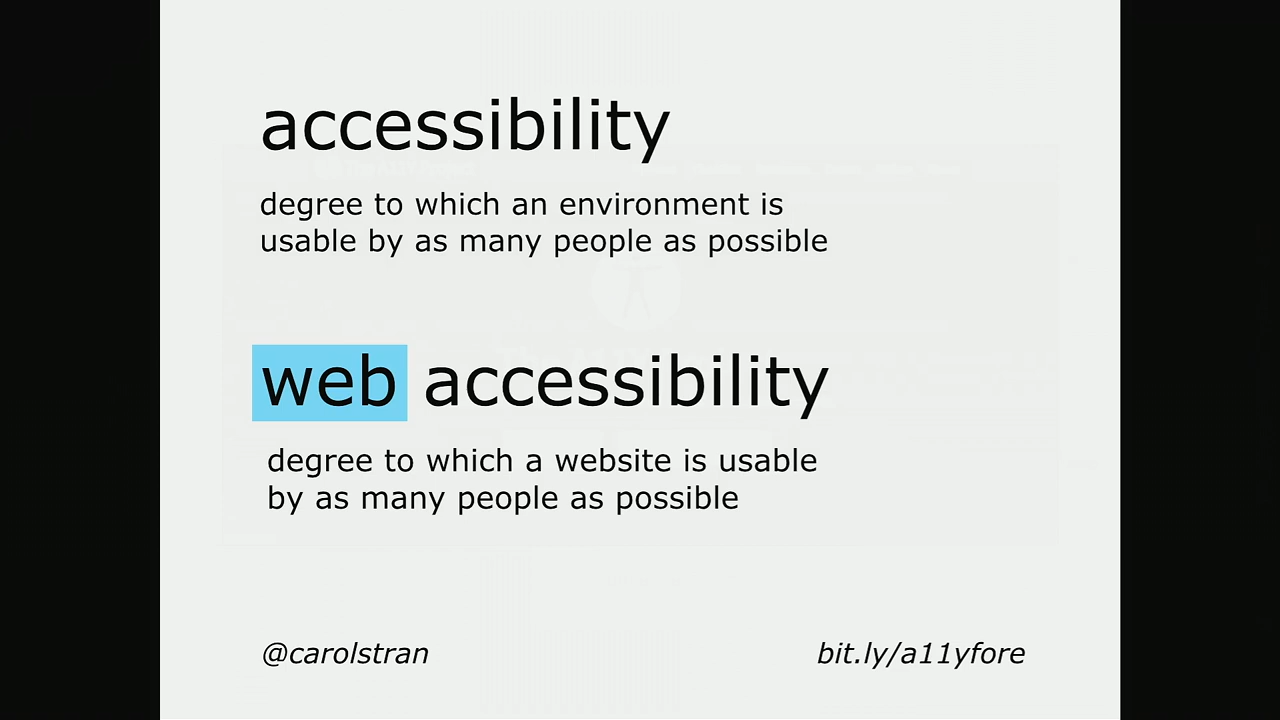 accessibility
degree to which an environment is
usable by as many people as possible
web accessibility
degree to which a website is usable
by as many people as possible
@carolstran
bit.ly/a11yfore